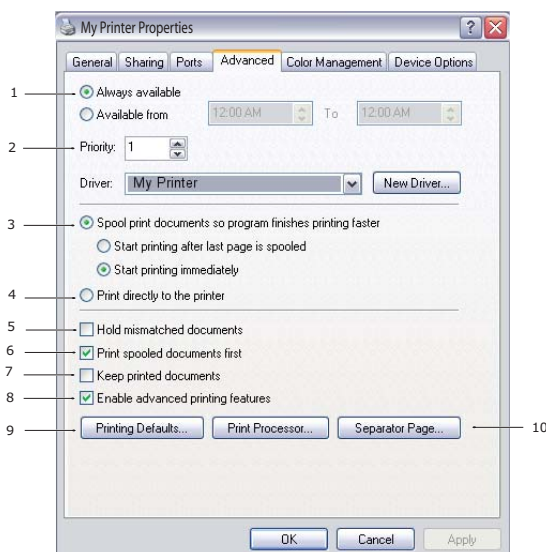 My Printer Properties
General Sharing Ports Advanced Color Management Device Options
1 Always available
Available from 12:00 AM To 12:00 AM
2 Priority: 1
Driver: My Printer New Driver...
3 Spool print documents so program finishes printing faster
Start printing after last page is spooled
Start printing immediately
4 Print directly to the printer
5 Hold mismatched documents
6 Print spooled documents first
7 Keep printed documents
8 Enable advanced printing features
9 Printing Defaults... Print Processor... Separator Page... 10
OK Cancel Apply